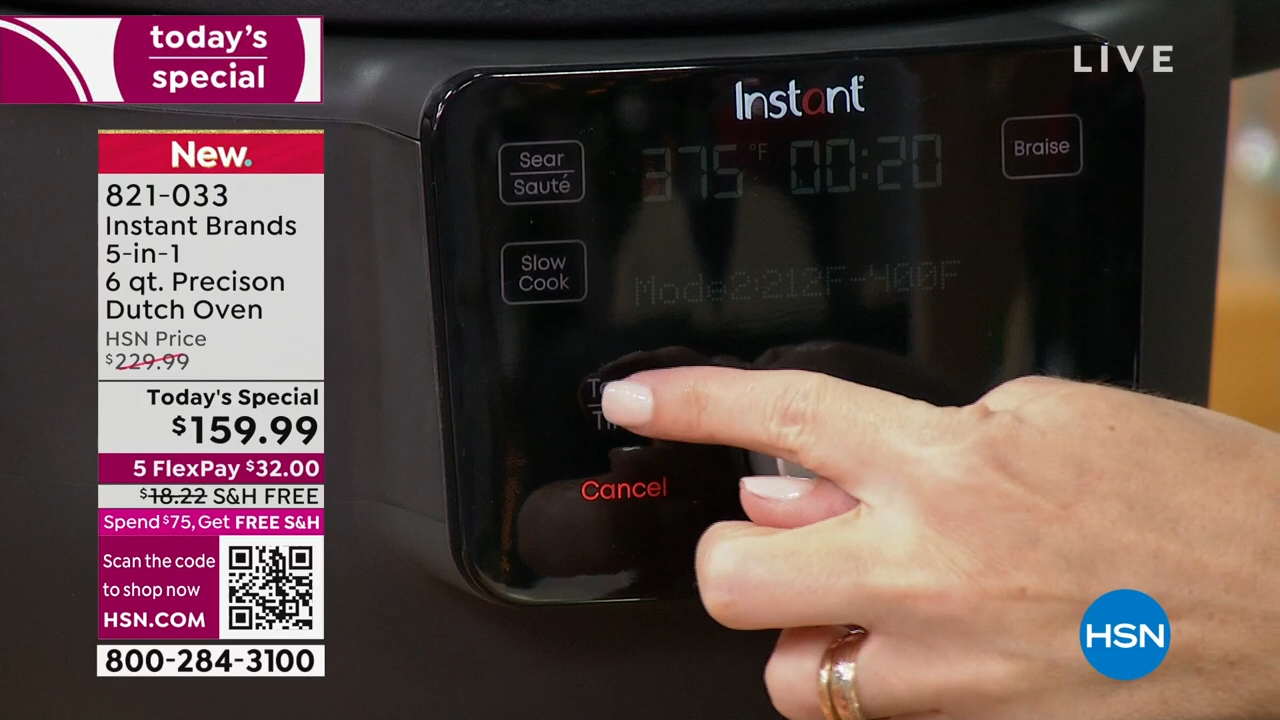 today's
special
LIVE
New.
821-033
Instant Brands
5-in-1
6 qt. Precison
Dutch Oven
HSN Price
$229.99
Today's Special
$159.99
5 FlexPay $32.00
$18.22 S&H FREE
Spend $75, Get FREE S&H
Scan the code
to shop now
HSN.COM
800-284-3100
Instant
Sear
Sauté
375 °F 00:20
Braise
Slow
Cook
Mode2:212F-400F
Cancel
HSN